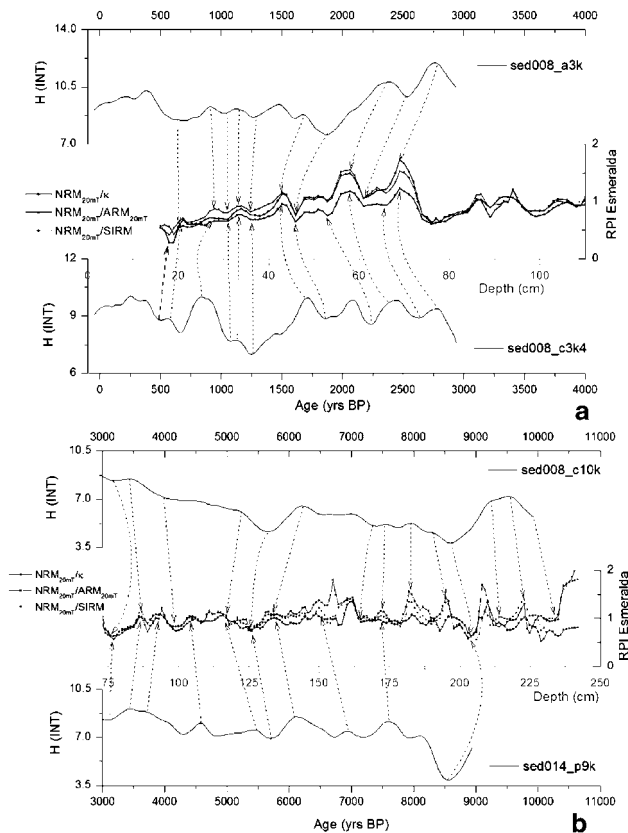 0 500 1000 1500 2000 2500 3000 3500 4000
14.0
10.5
7.0
H (INT)
sed008_a3k
NRM20mT/κ
NRM20mT/ARM20mT
NRM20mT/SIRM
2
1
0
RPI Esmeralda
0 20 40 60 80 100
Depth (cm)
12
9
6
H (INT)
sed008_c3k4
0 500 1000 1500 2000 2500 3000 3500 4000
Age (yrs BP)
a
3000 4000 5000 6000 7000 8000 9000 10000 11000
10.5
7.0
3.5
H (INT)
sed008_c10k
NRM20mT/κ
NRM20mT/ARM20mT
NRM20mT/SIRM
2
1
0
RPI Esmeralda
75 100 125 150 175 200 225 250
Depth (cm)
10.5
7.0
3.5
H (INT)
sed014_p9k
3000 4000 5000 6000 7000 8000 9000 10000 11000
Age (yrs BP)
b